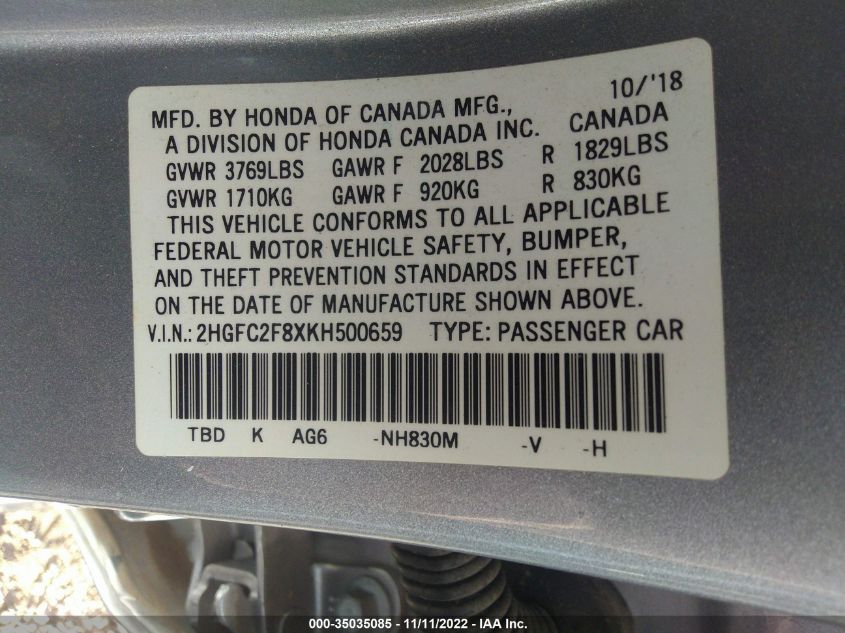 10/'18
MFD. BY HONDA OF CANADA MFG., CANADA
A DIVISION OF HONDA CANADA INC.
GVWR 3769LBS GAWR F 2028LBS R 1829LBS
GVWR 1710KG GAWR F 920KG R 830KG
THIS VEHICLE CONFORMS TO ALL APPLICABLE
FEDERAL MOTOR VEHICLE SAFETY, BUMPER,
AND THEFT PREVENTION STANDARDS IN EFFECT
ON THE DATE OF MANUFACTURE SHOWN ABOVE.
V.I.N.: 2HGFC2F8XKH500659 TYPE: PASSENGER CAR
TBD K AG6 -NH830M -V -H
000-35035085 - 11/11/2022 - IAA Inc.